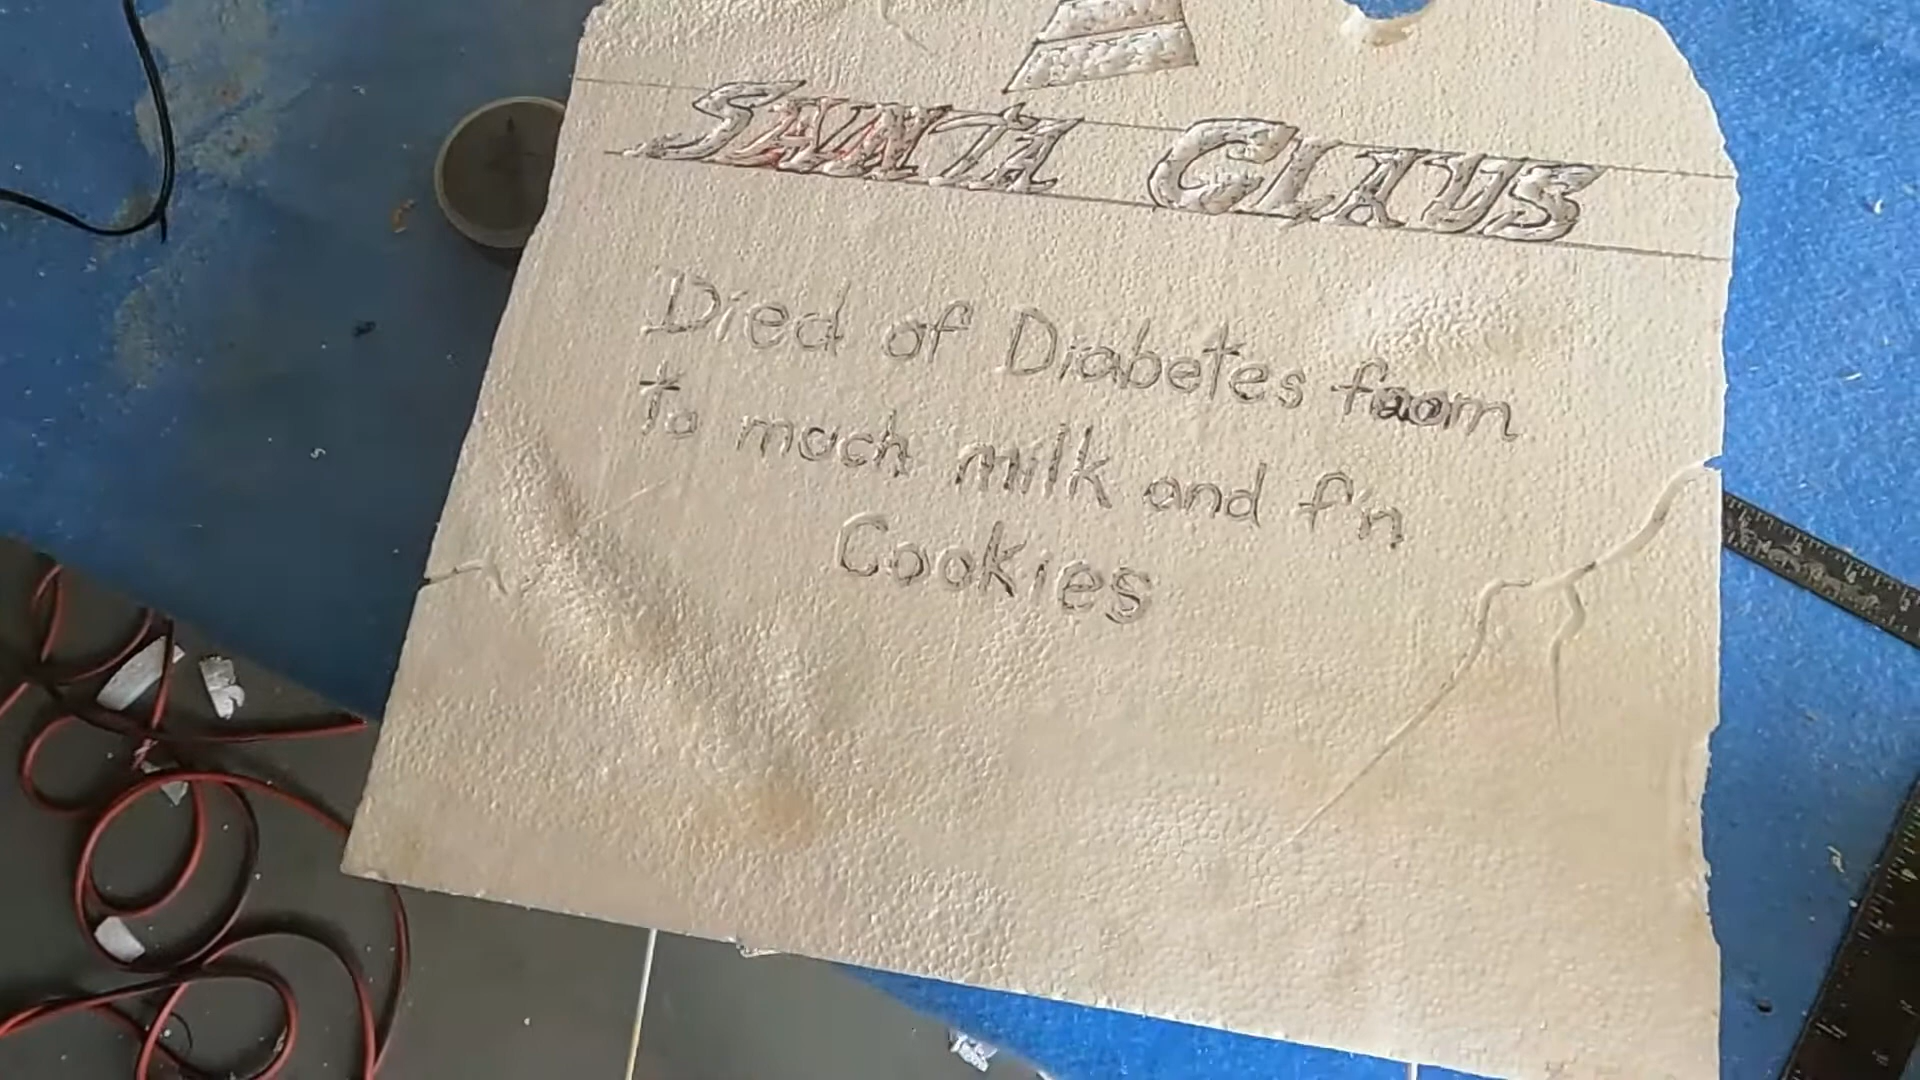 SANTA CLAUS
Died of Diabetes from
to much milk and f'n
Cookies